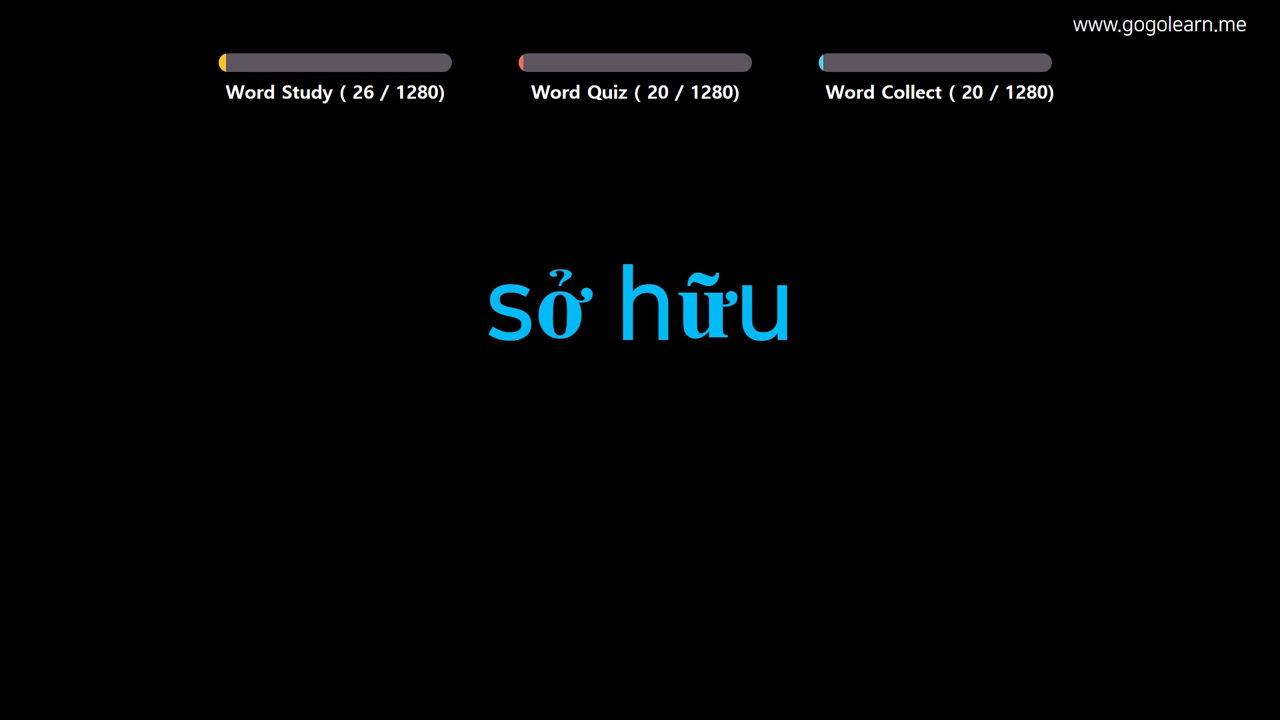 www.gogolearn.me
Word Study ( 26 / 1280)
Word Quiz ( 20 / 1280)
Word Collect ( 20 / 1280)
sở hữu